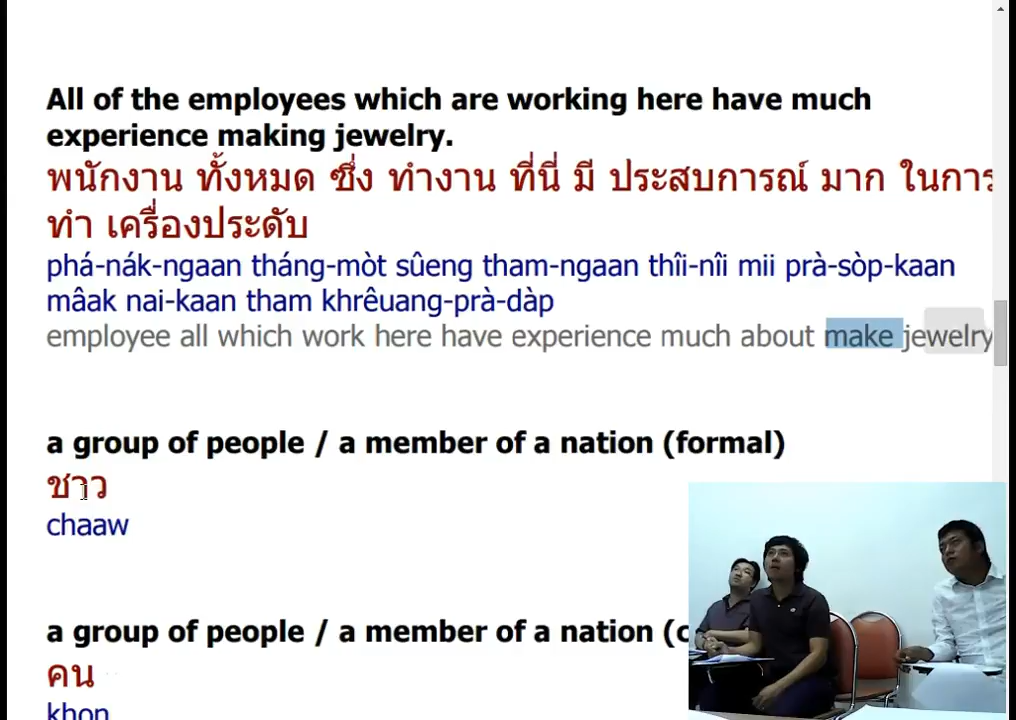 All of the employees which are working here have much
experience making jewelry.
พนักงาน ทั้งหมด ซึ่ง ทำงาน ที่นี่ มี ประสบการณ์ มาก ในการ
ทำ เครื่องประดับ
phá-nák-ngaan tháng-mòt sûeng tham-ngaan thîi-nîi mii prà-sòp-kaan
mâak nai-kaan tham khrêuang-prà-dàp
employee all which work here have experience much about make jewelry
a group of people / a member of a nation (formal)
ชาว
chaaw
a group of people / a member of a nation (c
คน
khon